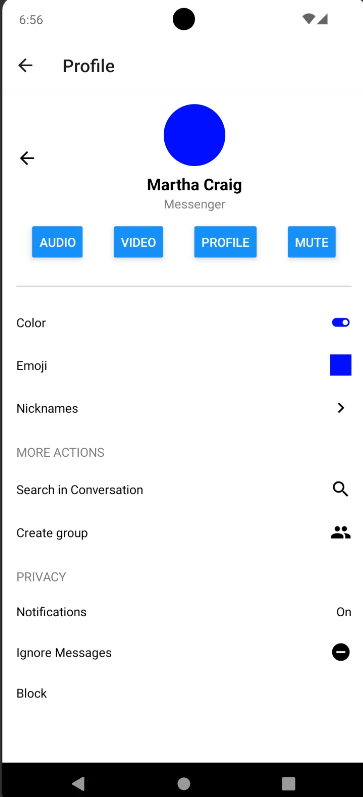 6:56
Profile
Martha Craig
Messenger
AUDIO VIDEO PROFILE MUTE
Color
Emoji
Nicknames
MORE ACTIONS
Search in Conversation
Create group
PRIVACY
Notifications On
Ignore Messages
Block